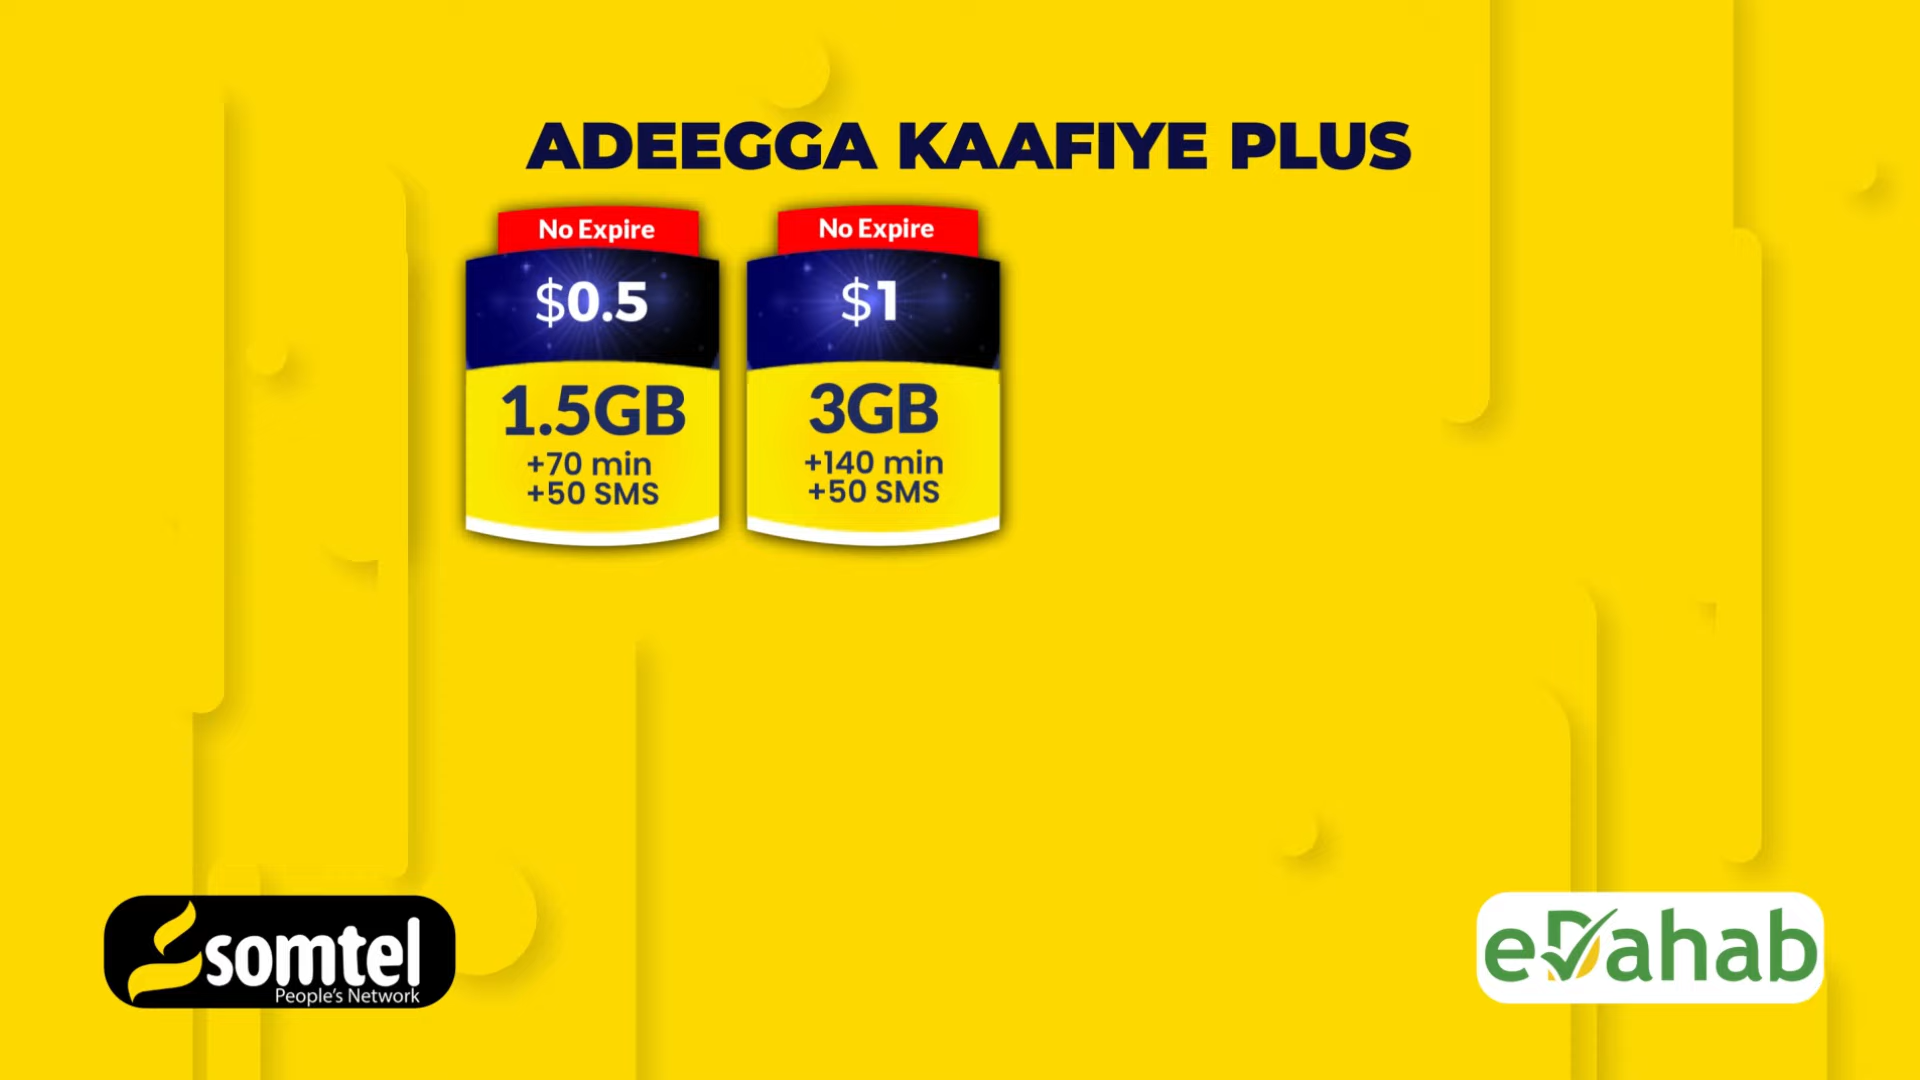 ADEEGGA KAAFIYE PLUS
No Expire
$0.5
1.5GB
+70 min
+50 SMS
No Expire
$1
3GB
+140 min
+50 SMS
somtel
People's Network
eDahab